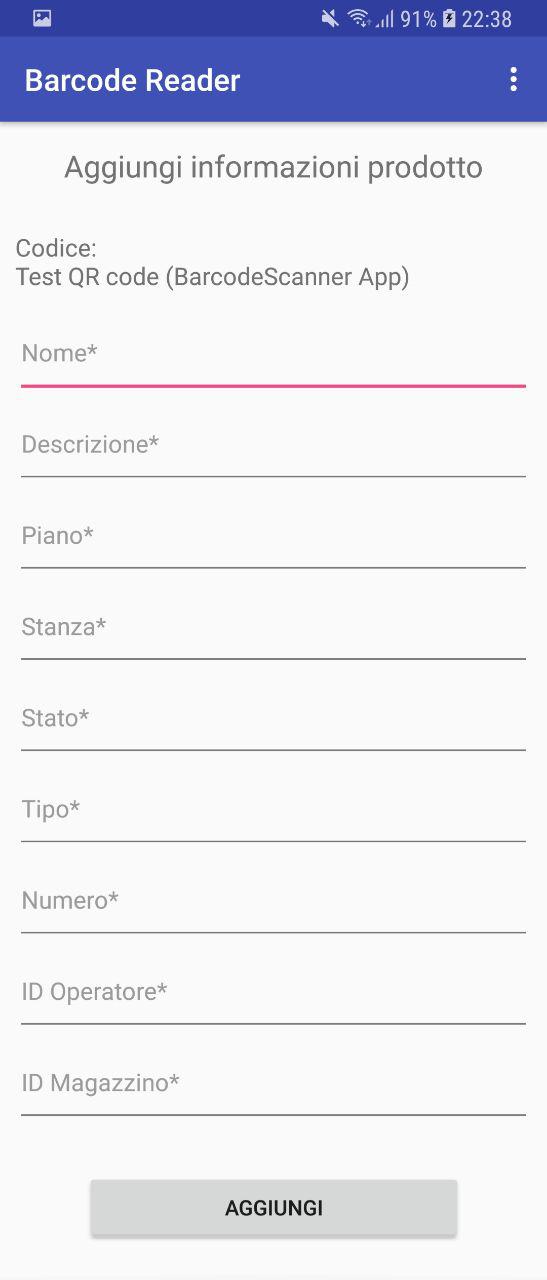 91% 22:38
Barcode Reader
Aggiungi informazioni prodotto
Codice:
Test QR code (BarcodeScanner App)
Nome*
Descrizione*
Piano*
Stanza*
Stato*
Tipo*
Numero*
ID Operatore*
ID Magazzino*
AGGIUNGI